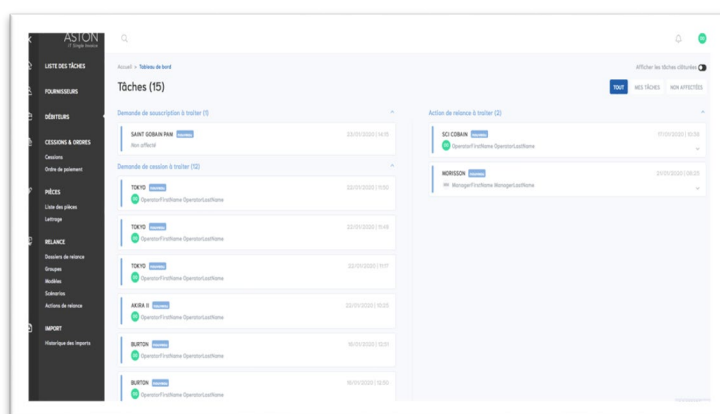 ASTON
LISTE DES TÂCHES
FOURNISSEURS
DÉBITEURS
CESSIONS & ORDRES
Cessions
Ordre de paiement
PIÈCES
Liste des pièces
Lettrage
RELANCE
Dossiers de relance
Groupes
Modèles
Scénarios
Actions de relance
IMPORT
Historique des imports
Accueil > Tableau de bord
Afficher les tâches clôturées
Tâches (15)
TOUT MES TÂCHES NON AFFECTÉES
Demande de souscription à traiter (1)
SAINT GOBAIN PAM
Non affecté
Demande de cession à traiter (12)
TOKYO
OperatorFirstName OperatorLastName
TOKYO
OperatorFirstName OperatorLastName
TOKYO
OperatorFirstName OperatorLastName
AKIRA II
OperatorFirstName OperatorLastName
BURTON
OperatorFirstName OperatorLastName
BURTON
OperatorFirstName OperatorLastName
Action de relance à traiter (2)
SCI COBAIN
OperatorFirstName OperatorLastName
MORISSON
ManagerFirstName ManagerLastName